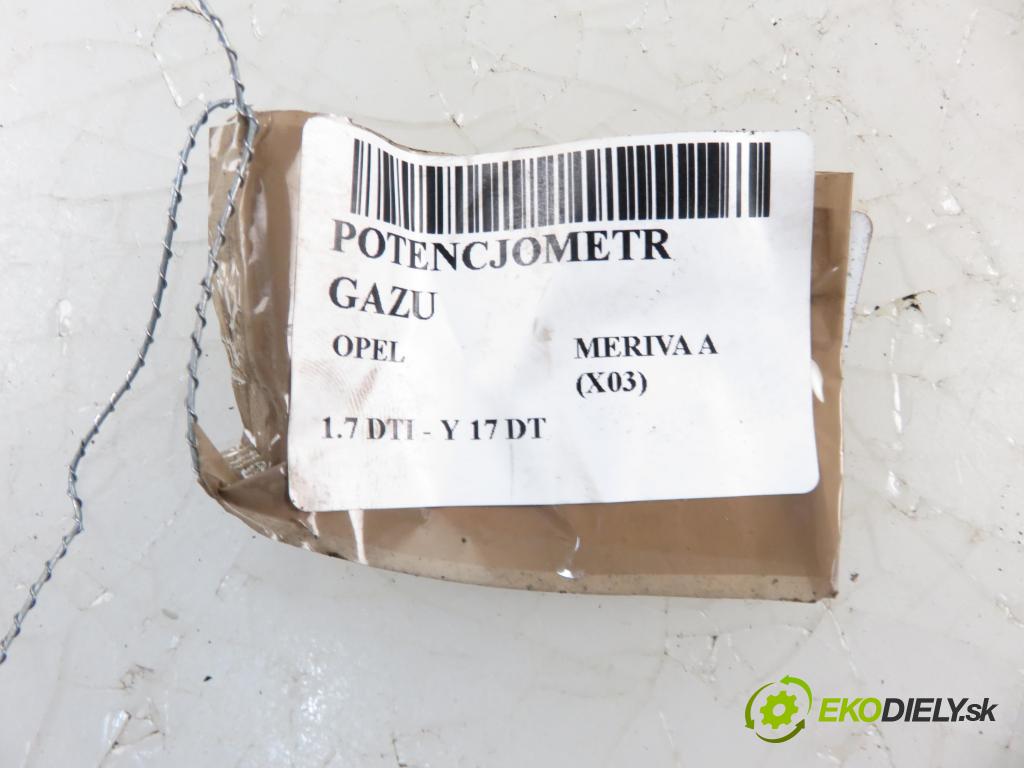 POTENCJOMETR
GAZU
OPEL MERIVA A
(X03)
1.7 DTI - Y 17 DT
EKODIELY.sk